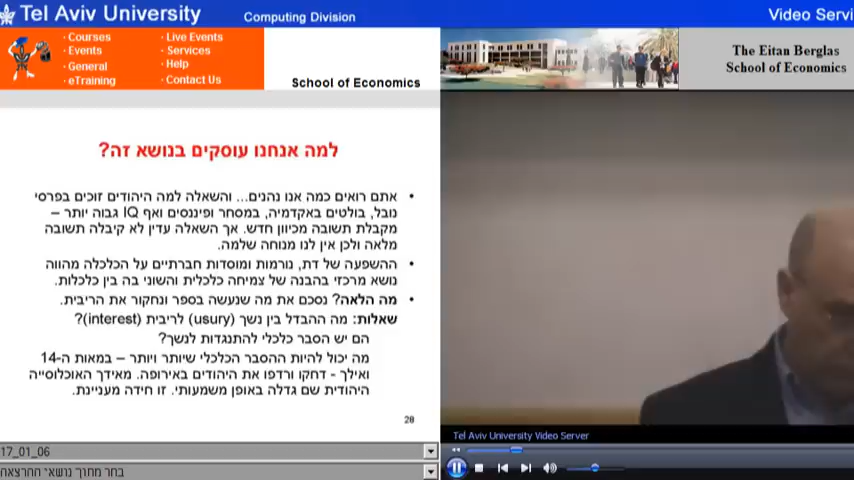 Tel Aviv University
Computing Division
Video Servi
· Courses
· Events
· General
· eTraining
· Live Events
· Services
· Help
· Contact Us
School of Economics
The Eitan Berglas
School of Economics
למה אנחנו עוסקים בנושא זה?
• אתם רואים כמה אנו נהנים... והשאלה למה היהודים זוכים בפרסי
נובל, בולטים באקדמיה, במסחר ופיננסים ואף IQ גבוה יותר –
מקבלת תשובה מכיוון חדש. אך השאלה עדין לא קיבלה תשובה
מלאה ולכן אין לנו מנוחה שלמה.
• ההשפעה של דת, נורמות ומוסדות חברתיים על הכלכלה מהווה
נושא מרכזי בהבנה של צמיחה כלכלית והשוני בה בין כלכלות.
• מה הלאה? נסכם את מה שנעשה בספר ונחקור את הריבית.
שאלות: מה ההבדל בין נשך (usury) לריבית (interest)?
הם יש הסבר כלכלי להתנגדות לנשך?
מה יכול להיות ההסבר הכלכלי שיותר ויותר – במאות ה-14
ואילך - דחקו ורדפו את היהודים באירופה. מאידך האוכלוסייה
היהודית שם גדלה באופן משמעותי. זו חידה מעניינת.
28
Tel Aviv University Video Server
17_01_06
בחר מתוך נושאי ההרצאה